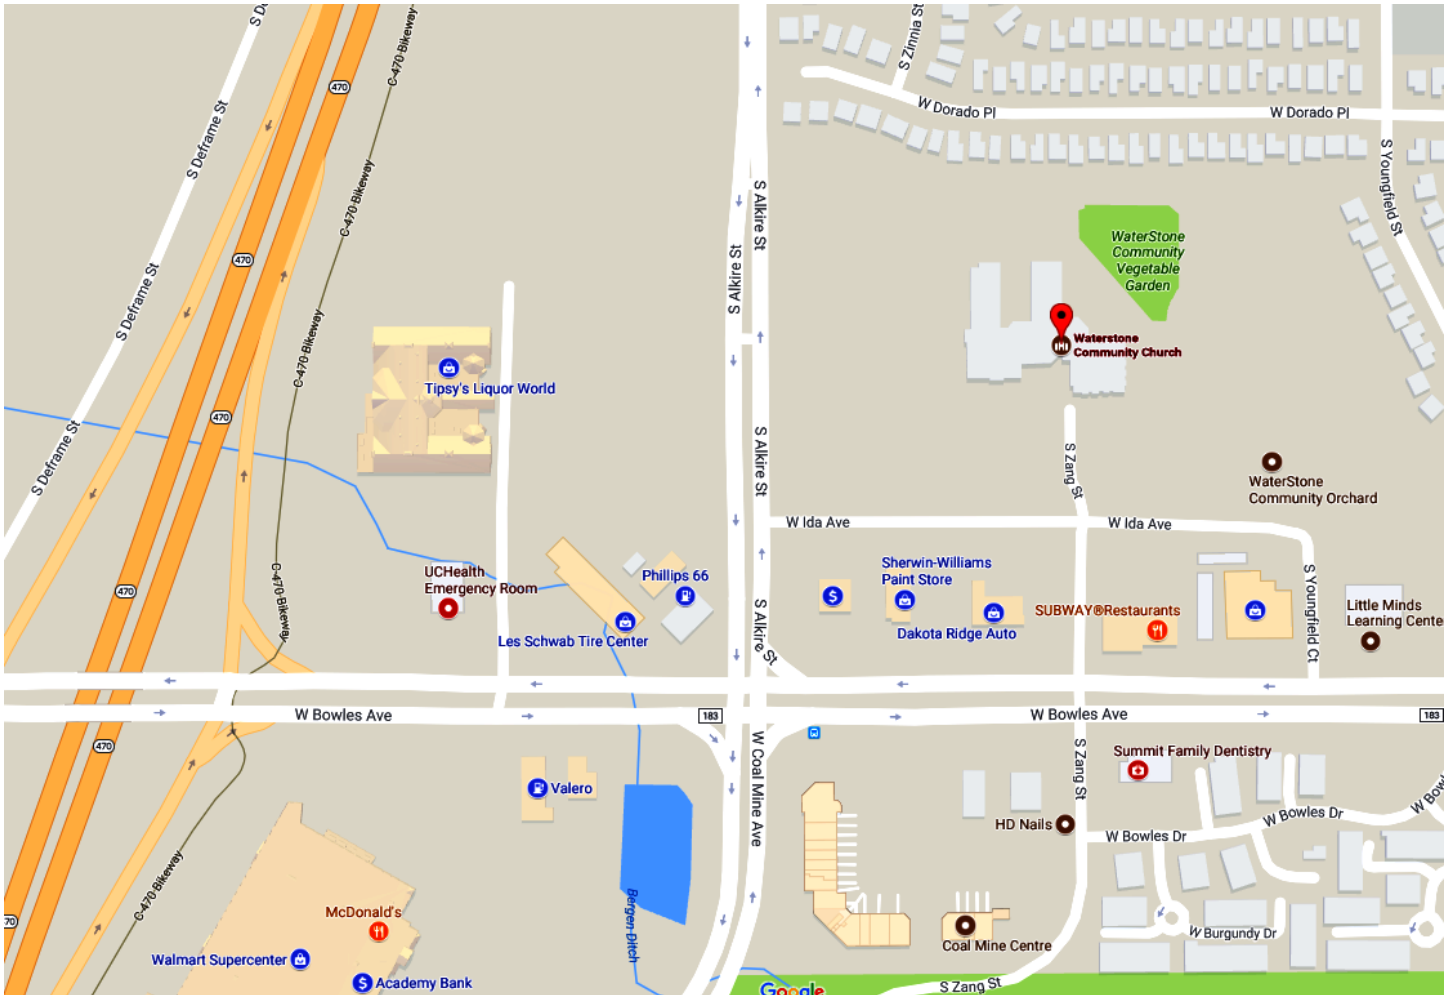 S De
470
C-470 Bikeway
S Zinnia St
S Deframe St
W Dorado Pl
W Dorado Pl
S Youngfield St
C-470 Bikeway
S Alkire St
WaterStone
Community
Vegetable
Garden
470
S Alkire St
S Deframe St
C-470 Bikeway
Waterstone
Community Church
Tipsy's Liquor World
470
S Deframe St
S Alkire St
S Zang St
WaterStone
Community Orchard
W Ida Ave
W Ida Ave
Sherwin-Williams
Paint Store
UCHealth
Emergency Room
Phillips 66
470
C-470 Bikeway
S Alkire St
SUBWAY®Restaurants
S Youngfield Ct
Little Minds
Learning Cente
Les Schwab Tire Center
Dakota Ridge Auto
W Bowles Ave
183
W Bowles Ave
183
470
W Coal Mine Ave
S Zang St
Summit Family Dentistry
Valero
HD Nails
W Bowles Dr
W Bowles Dr
W Bowl
C-470 Bikeway
Bergen Ditch
McDonald's
70
W Burgundy Dr
Coal Mine Centre
Walmart Supercenter
Academy Bank
Google
S Zang St